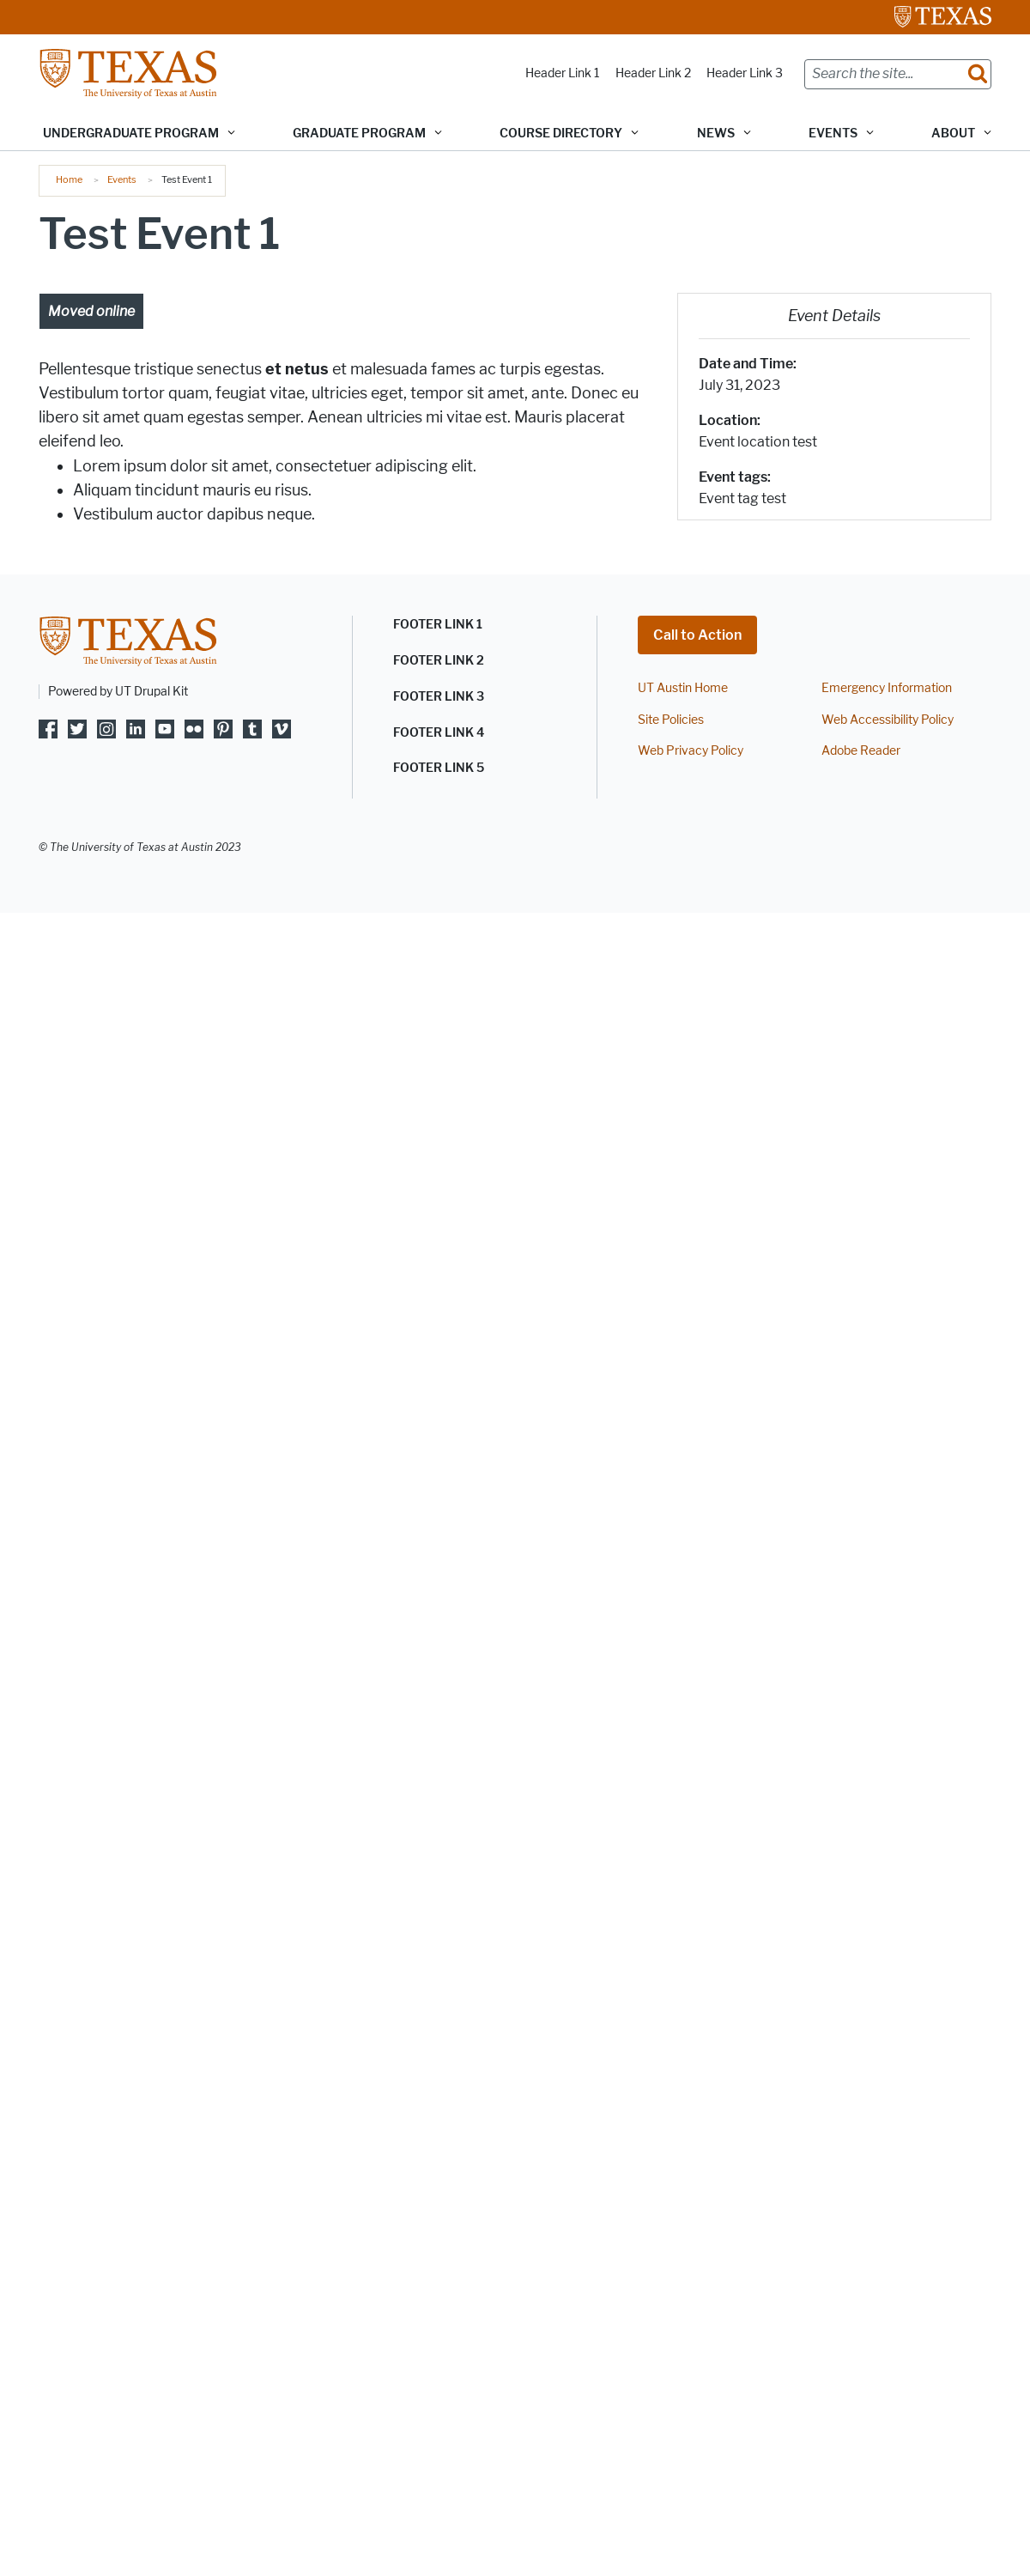 TEXAS
TEXAS
The University of Texas at Austin
Header Link 1 Header Link 2 Header Link 3 Search the site...
UNDERGRADUATE PROGRAM GRADUATE PROGRAM COURSE DIRECTORY NEWS EVENTS ABOUT
Home > Events > Test Event 1
Test Event 1
Moved online
Pellentesque tristique senectus et netus et malesuada fames ac turpis egestas.
Vestibulum tortor quam, feugiat vitae, ultricies eget, tempor sit amet, ante. Donec eu
libero sit amet quam egestas semper. Aenean ultricies mi vitae est. Mauris placerat
eleifend leo.
• Lorem ipsum dolor sit amet, consectetuer adipiscing elit.
• Aliquam tincidunt mauris eu risus.
• Vestibulum auctor dapibus neque.
Event Details
Date and Time:
July 31, 2023
Location:
Event location test
Event tags:
Event tag test
TEXAS
The University of Texas at Austin
Powered by UT Drupal Kit
FOOTER LINK 1
FOOTER LINK 2
FOOTER LINK 3
FOOTER LINK 4
FOOTER LINK 5
Call to Action
UT Austin Home Emergency Information
Site Policies Web Accessibility Policy
Web Privacy Policy Adobe Reader
© The University of Texas at Austin 2023